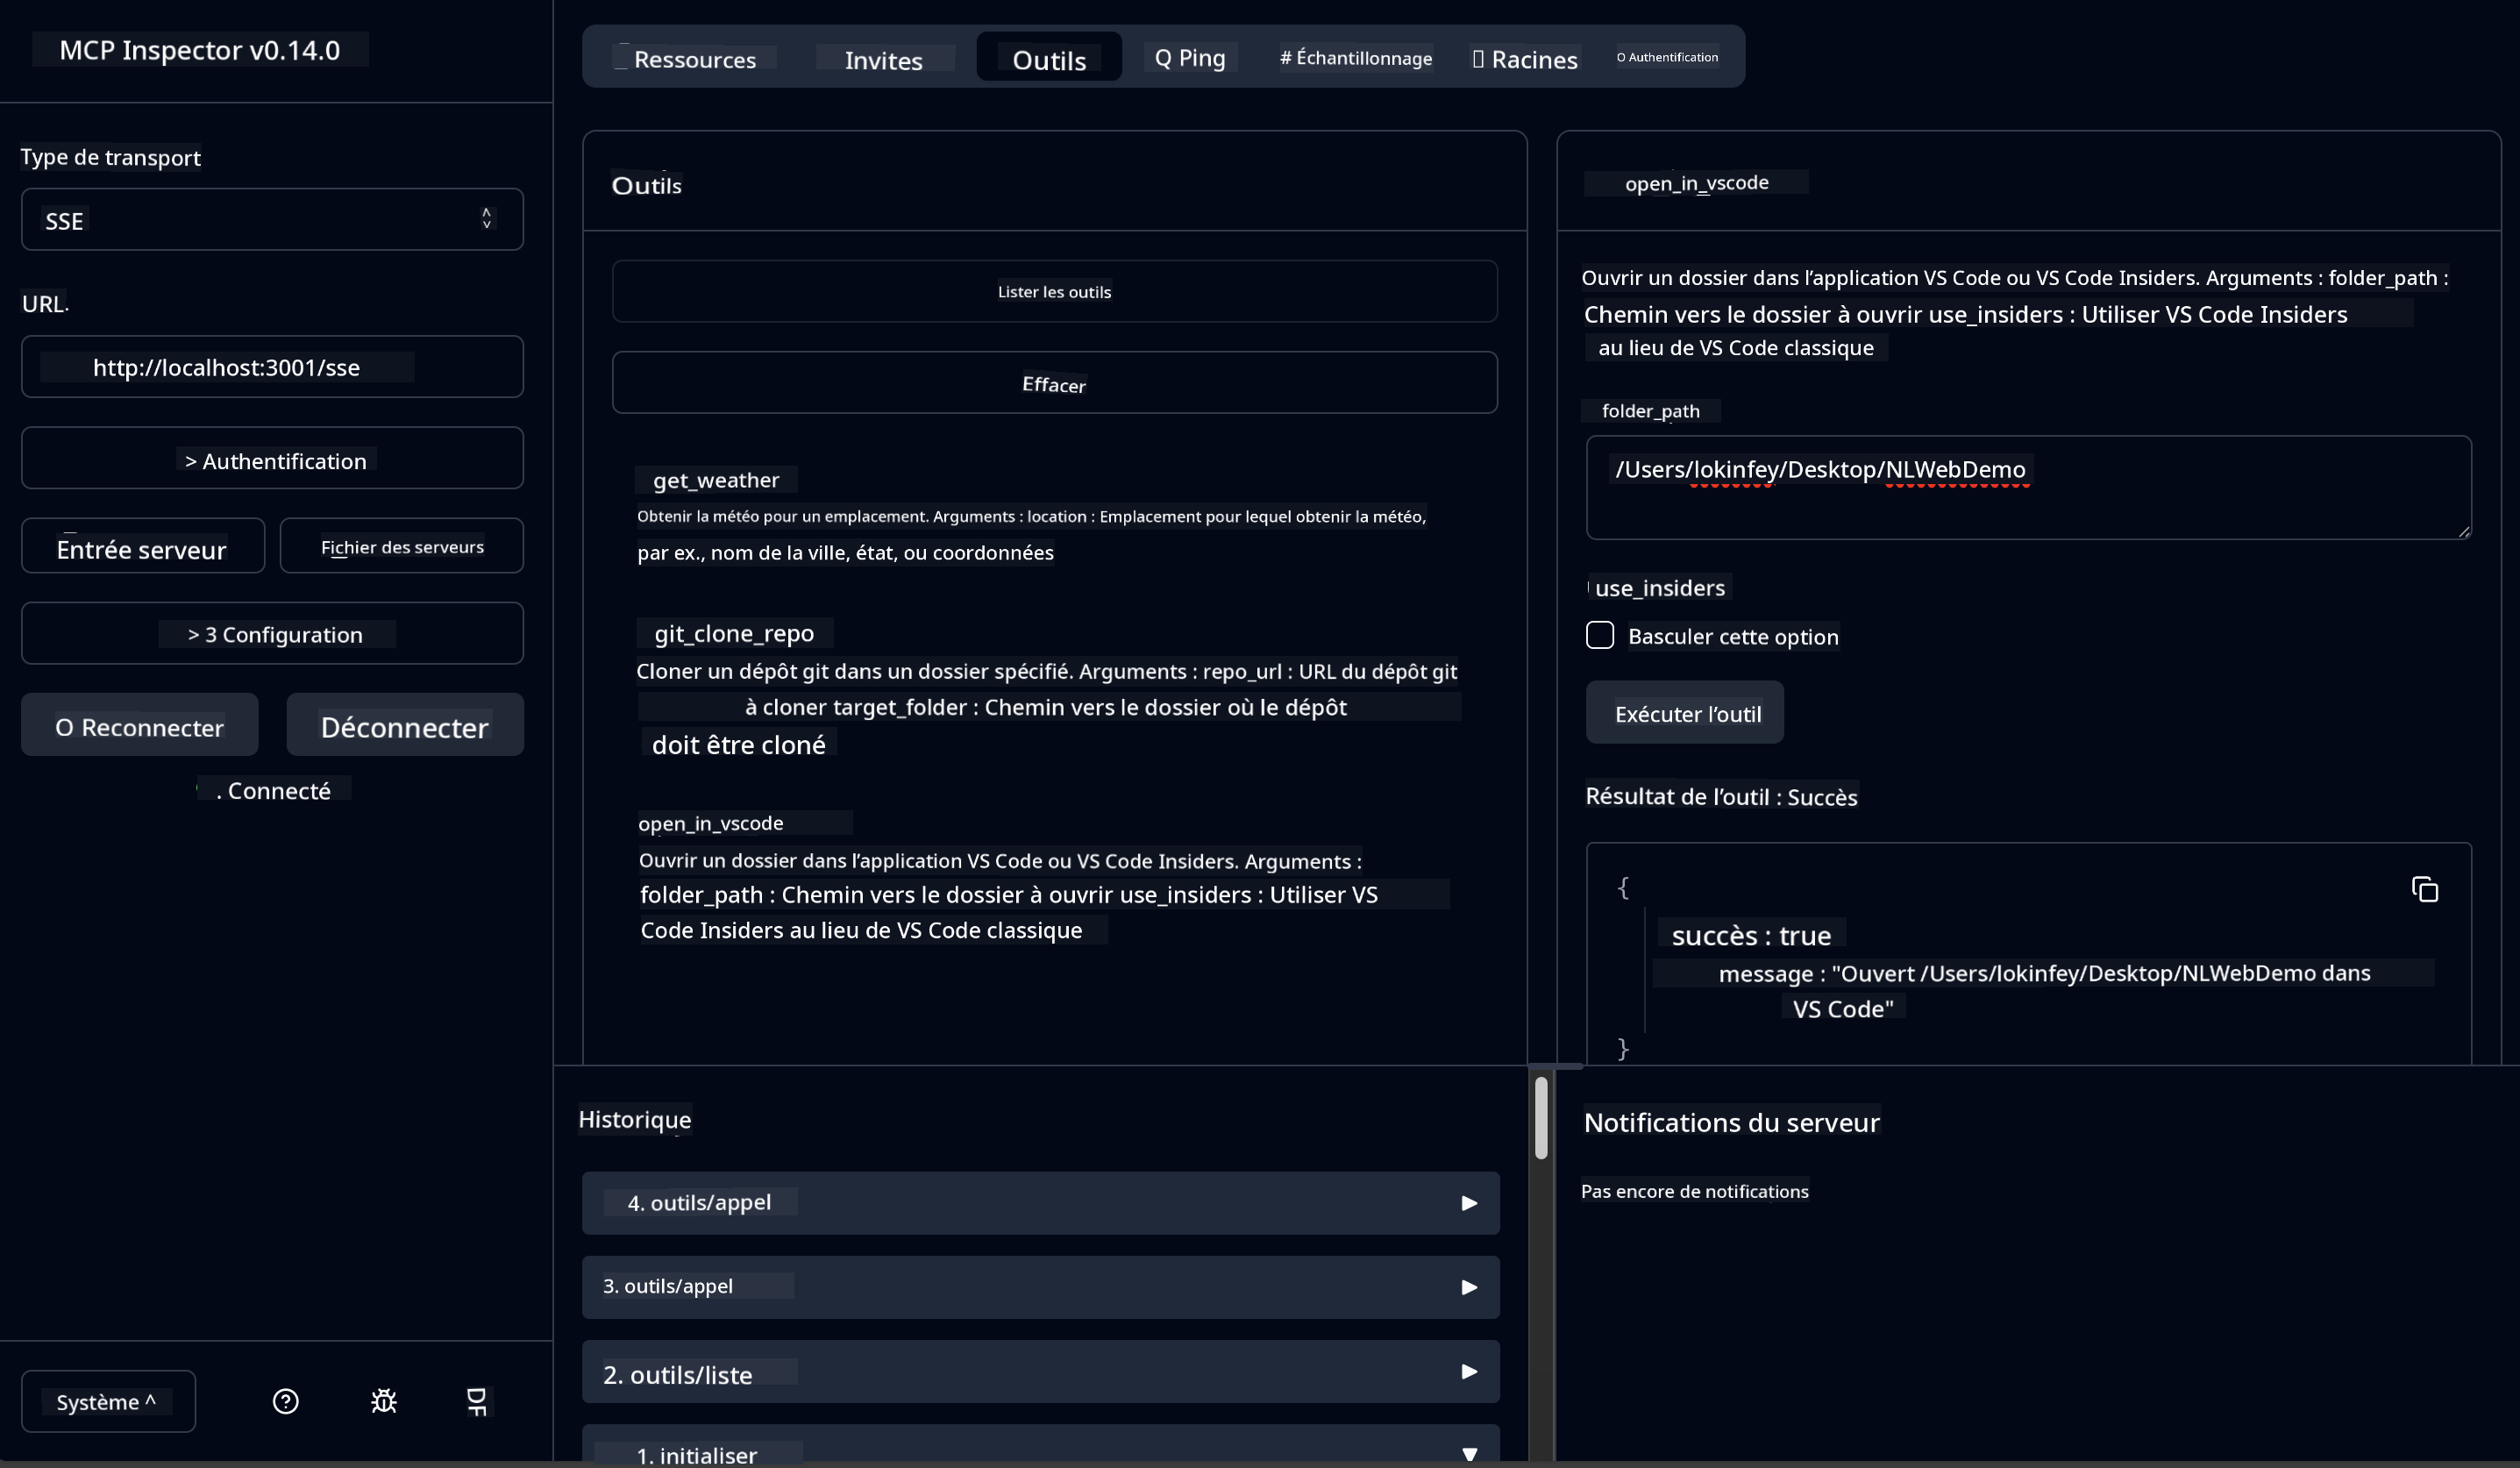 MCP Inspector v0.14.0
Type de transport
SSE
URL
http://localhost:3001/sse
> Authentification
Entrée serveur
Fichier des serveurs
> 3 Configuration
O Reconnecter
Déconnecter
. Connecté
Système ^
Ressources
Invites
Outils
Q Ping
# Échantillonnage
Racines
O Authentification
Outils
Lister les outils
Effacer
get_weather
Obtenir la météo pour un emplacement. Arguments : location : Emplacement pour lequel obtenir la météo,
par ex., nom de la ville, état, ou coordonnées
git_clone_repo
Cloner un dépôt git dans un dossier spécifié. Arguments : repo_url : URL du dépôt git
à cloner target_folder : Chemin vers le dossier où le dépôt
doit être cloné
open_in_vscode
Ouvrir un dossier dans l’application VS Code ou VS Code Insiders. Arguments :
folder_path : Chemin vers le dossier à ouvrir use_insiders : Utiliser VS
Code Insiders au lieu de VS Code classique
open_in_vscode
Ouvrir un dossier dans l’application VS Code ou VS Code Insiders. Arguments : folder_path :
Chemin vers le dossier à ouvrir use_insiders : Utiliser VS Code Insiders
au lieu de VS Code classique
folder_path
/Users/lokinfey/Desktop/NLWebDemo
use_insiders
Basculer cette option
Exécuter l’outil
Résultat de l’outil : Succès
{
succès : true
message : "Ouvert /Users/lokinfey/Desktop/NLWebDemo dans
VS Code"
}
Historique
4. outils/appel
3. outils/appel
2. outils/liste
1. initialiser
Notifications du serveur
Pas encore de notifications